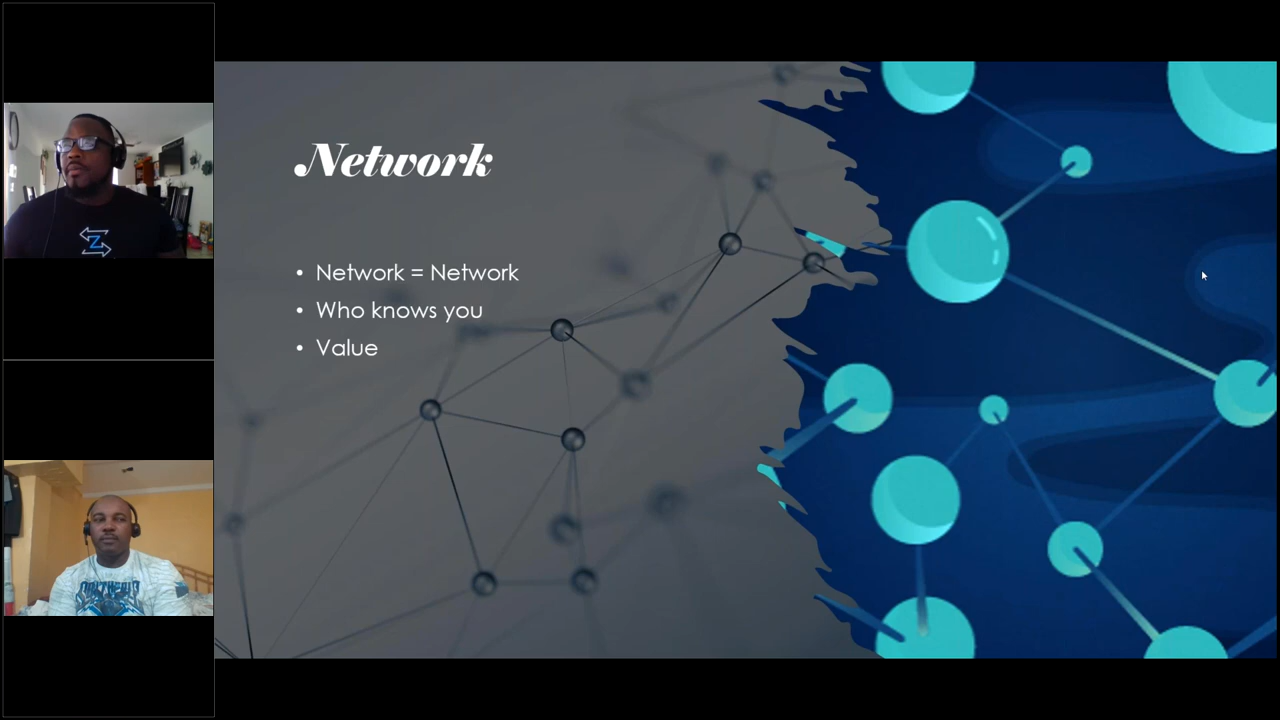 Network
• Network = Network
• Who knows you
• Value
Z